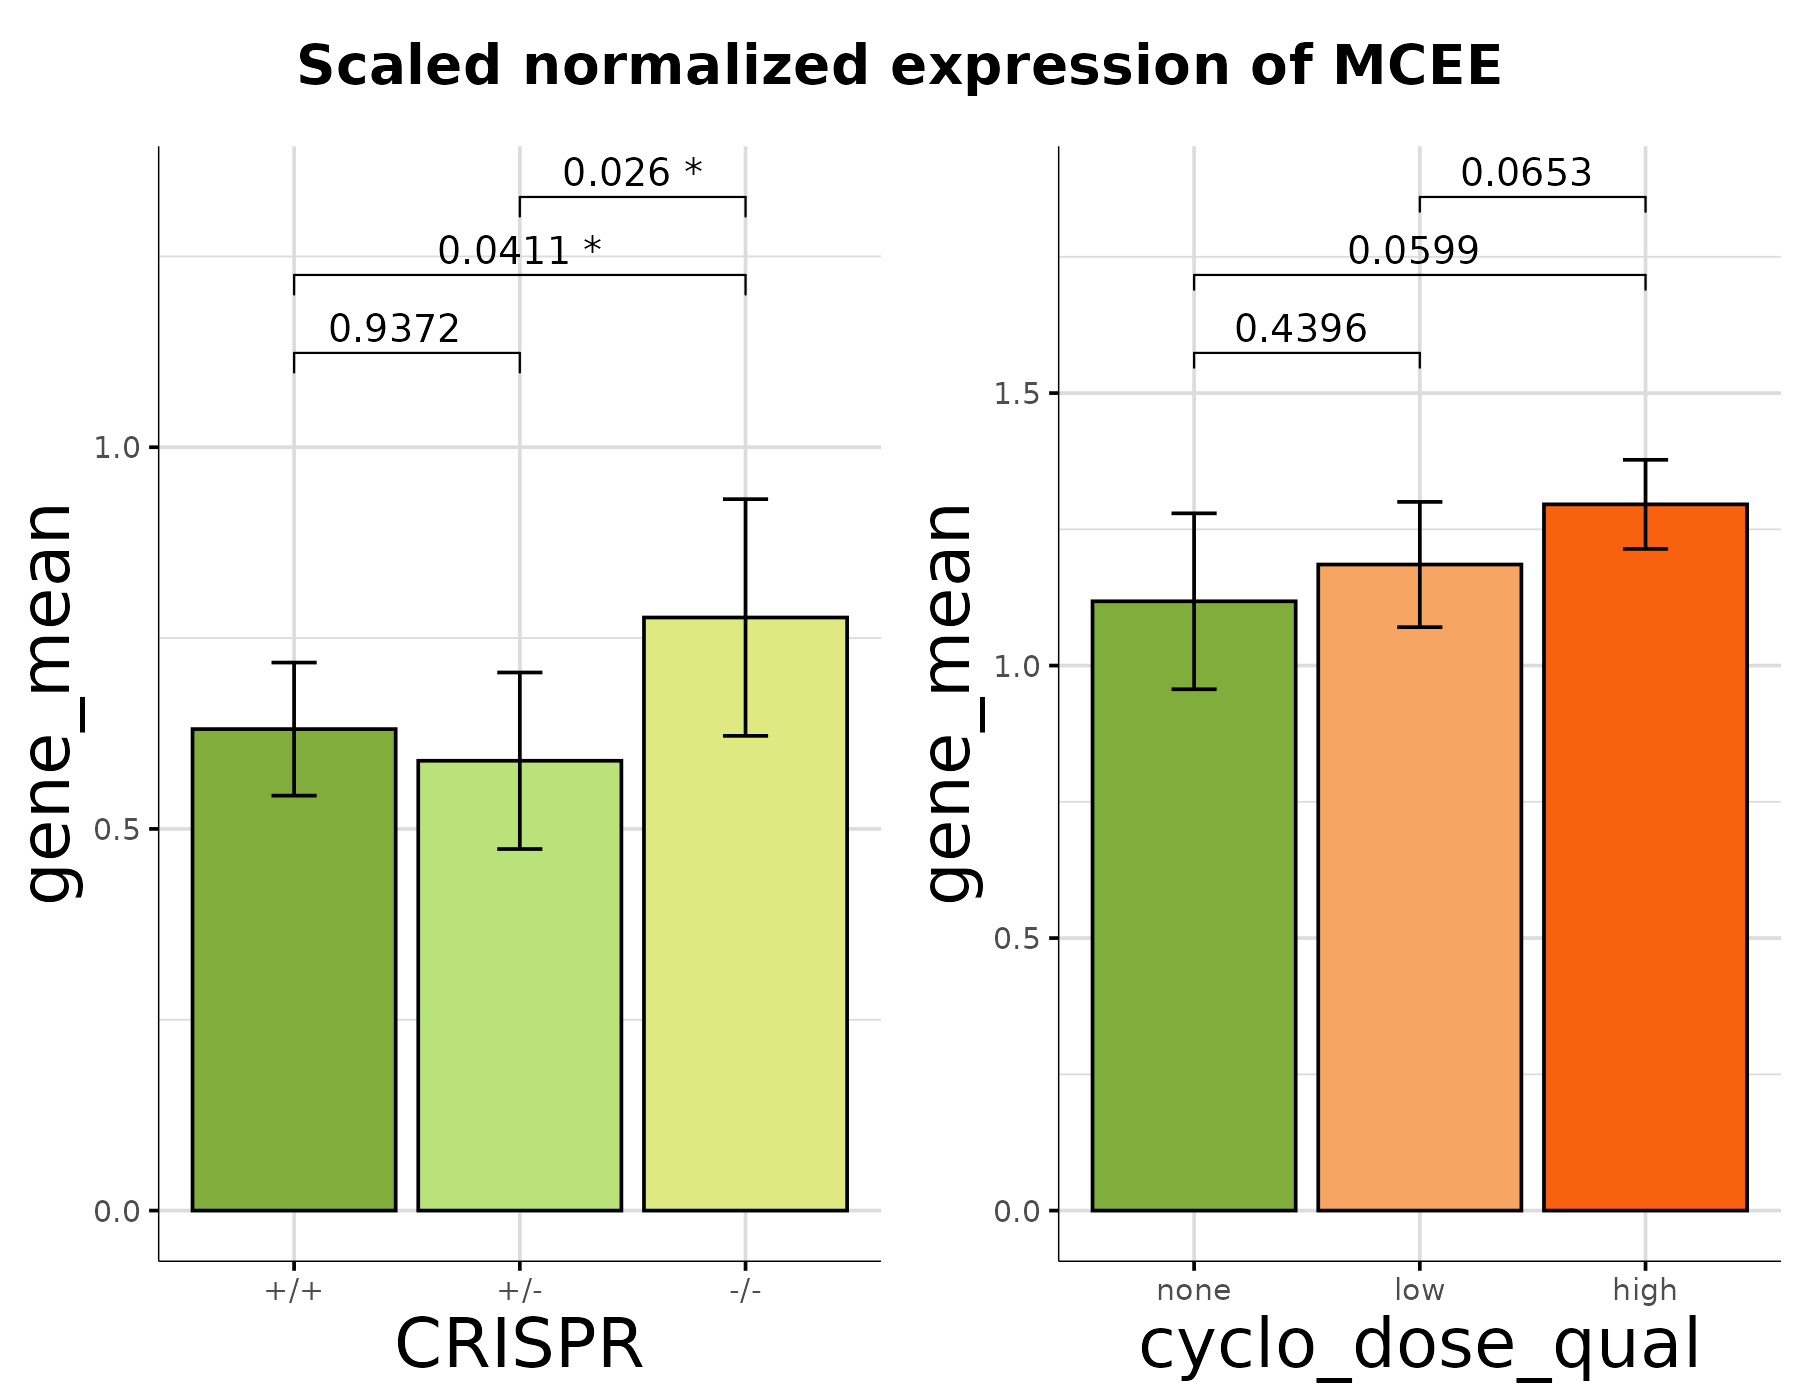 Scaled normalized expression of MCEE
gene_mean
1.0
0.5
0.0
0.026 *
0.0411 *
0.9372
+/+ +/- -/-
CRISPR
gene_mean
1.5
1.0
0.5
0.0
0.0653
0.0599
0.4396
none low high
cyclo_dose_qual